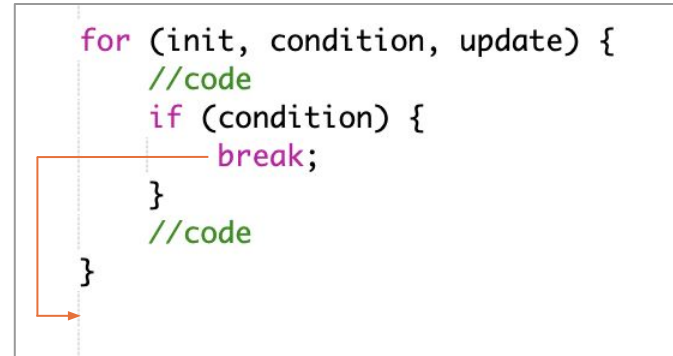 for (init, condition, update) {
//code
if (condition) {
break;
}
//code
}